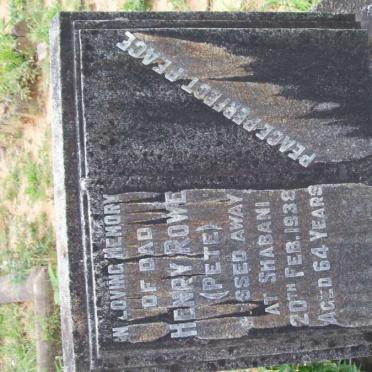 PEACE·PERFECT·PEACE
IN LOVING MEMORY
OF DAD
HENRY ROWE
(PETE)
PASSED AWAY
AT SHABANI
20TH FEB. 1938
AGED 64 YEARS